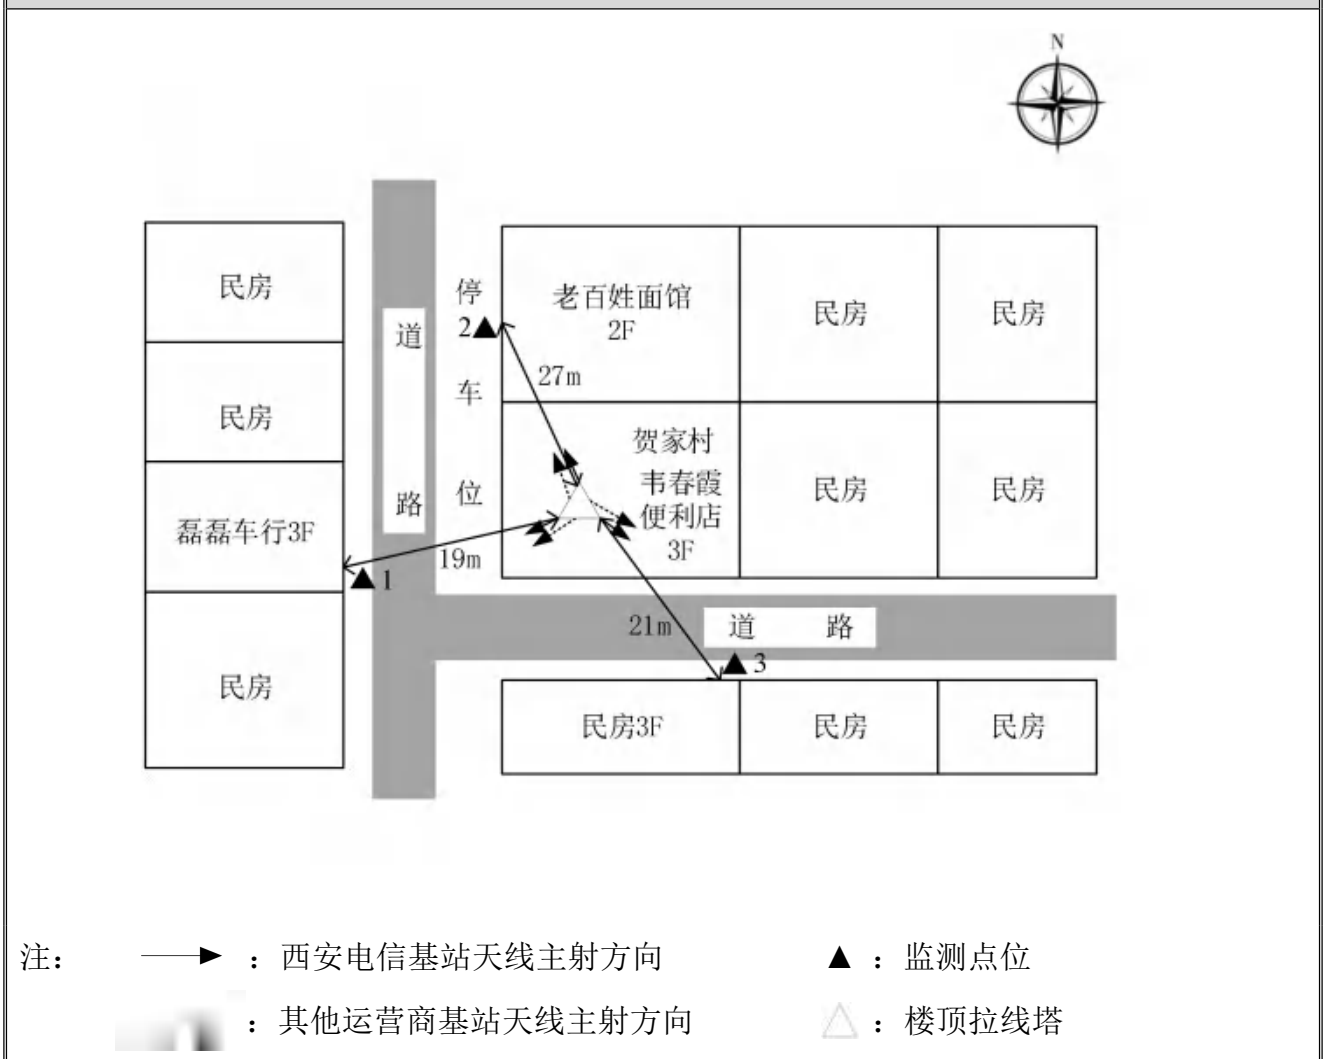 N
民房
民房
磊磊车行3F
民房
道
路
停
车
位
2
老百姓面馆
2F
民房
民房
27m
贺家村
韦春霞
便利店
3F
民房
民房
19m
1
21m
道 路
3
民房3F
民房
民房
注：
：西安电信基站天线主射方向
：监测点位
：其他运营商基站天线主射方向
：楼顶拉线塔